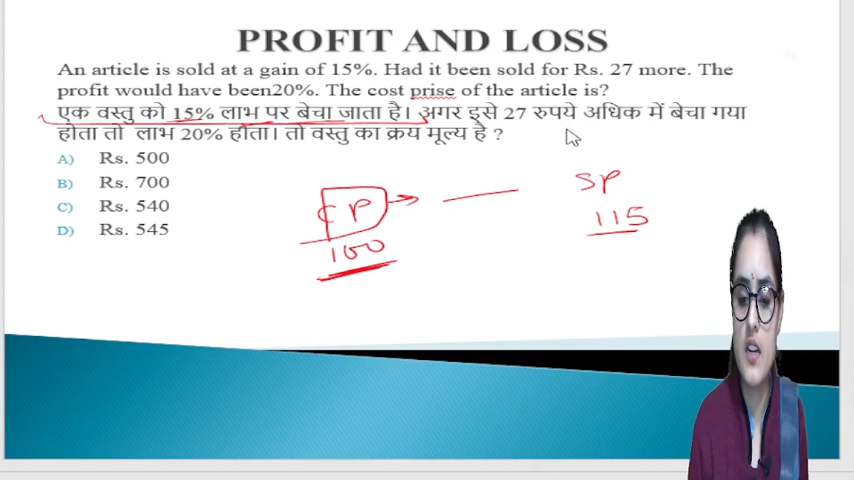 PROFIT AND LOSS
An article is sold at a gain of 15%. Had it been sold for Rs. 27 more. The
profit would have been20%. The cost prise of the article is?
एक वस्तु को 15% लाभ पर बेचा जाता है। अगर इसे 27 रुपये अधिक में बेचा गया
होता तो लाभ 20% होता। तो वस्तु का क्रय मूल्य है ?
A) Rs. 500
B) Rs. 700
C) Rs. 540
D) Rs. 545
CP
100
SP
115